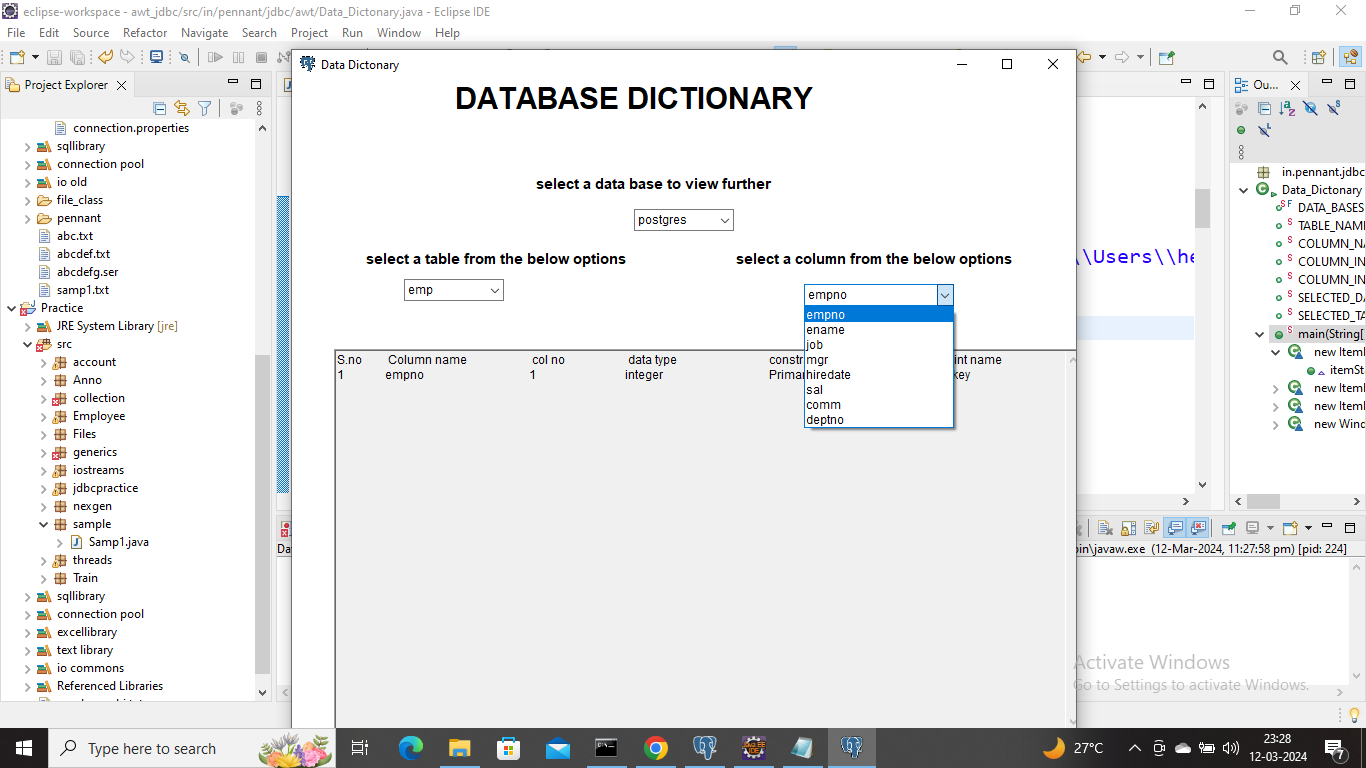 eclipse-workspace - awt_jdbc/src/in/pennant/jdbc/awt/Data_Dictonary.java - Eclipse IDE
File Edit Source Refactor Navigate Search Project Run Window Help
Project Explorer
connection.properties
sqllibrary
connection pool
io old
file_class
pennant
abc.txt
abcdef.txt
abcdefg.ser
samp1.txt
Practice
JRE System Library [jre]
src
account
Anno
collection
Employee
Files
generics
iostreams
jdbcpractice
nexgen
sample
Samp1.java
threads
Train
sqllibrary
connection pool
excellibrary
text library
io commons
Referenced Libraries
Data Dictonary
DATABASE DICTIONARY
select a data base to view further
postgres
select a table from the below options
select a column from the below options
emp
empno
empno
ename
job
mgr
hiredate
sal
comm
deptno
S.no Column name col no data type constr int name
1 empno 1 integer Prima key
\\Users\\he
Da
bin\javaw.exe (12-Mar-2024, 11:27:58 pm) [pid: 224]
Ou...
in.pennant.jdbc
Data_Dictonary
DATA_BASES
TABLE_NAM
COLUMN_NA
COLUMN_IN
COLUMN_IN
SELECTED_DA
SELECTED_TA
main(String[
new ItemI
itemSt
new ItemI
new ItemI
new Wind
Activate Windows
Go to Settings to activate Windows.
Type here to search
27°C
23:28
12-03-2024
7